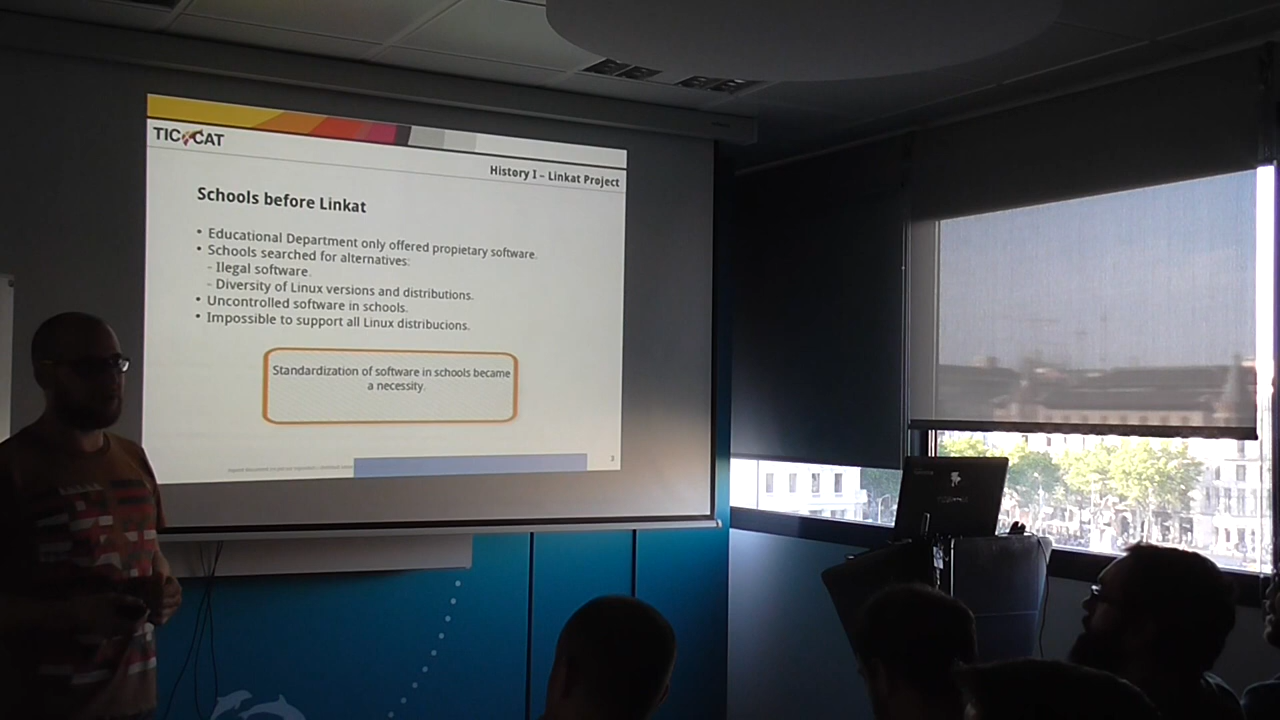 TIC CAT
History I – Linkat Project
Schools before Linkat
• Educational Department only offered propietary software.
• Schools searched for alternatives:
- Ilegal software.
- Diversity of Linux versions and distributions.
• Uncontrolled software in schools.
• Impossible to support all Linux distribucions.
Standardization of software in schools became
a necessity.
3